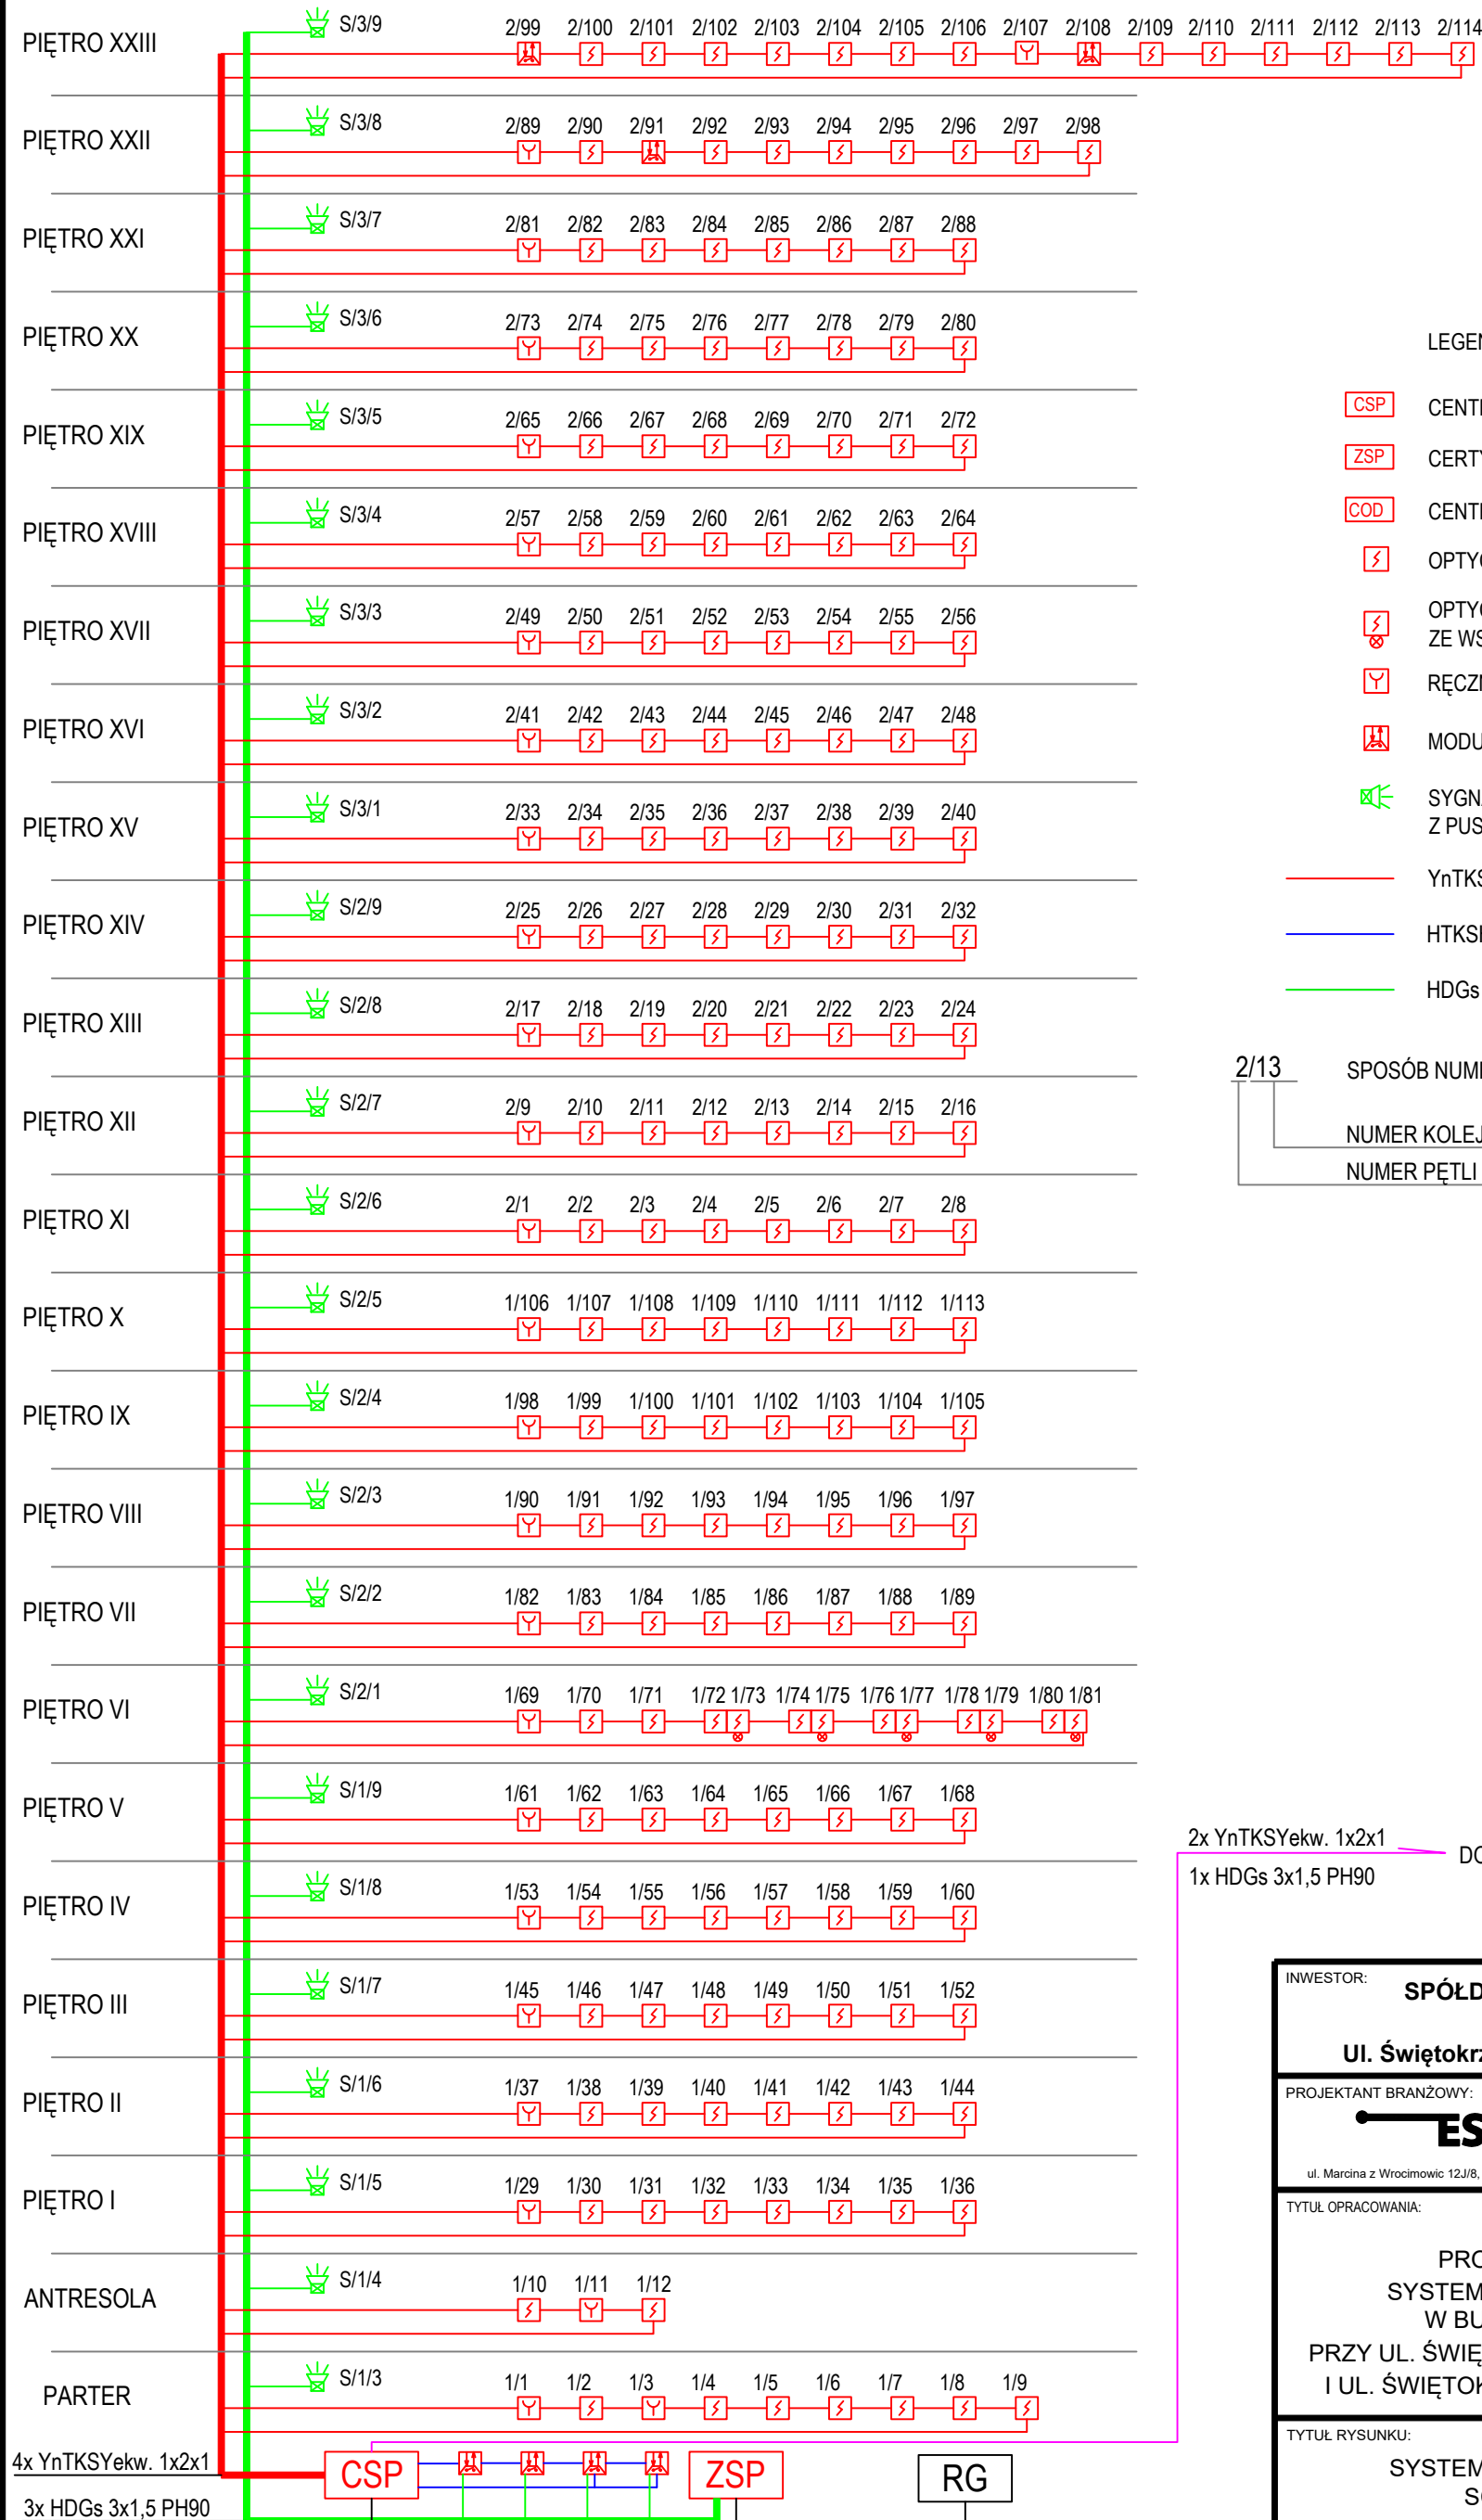 PIĘTRO XXIII
S/3/9
2/99 2/100 2/101 2/102 2/103 2/104 2/105 2/106 2/107 2/108 2/109 2/110 2/111 2/112 2/113 2/114
PIĘTRO XXII
S/3/8
2/89 2/90 2/91 2/92 2/93 2/94 2/95 2/96 2/97 2/98
PIĘTRO XXI
S/3/7
2/81 2/82 2/83 2/84 2/85 2/86 2/87 2/88
PIĘTRO XX
S/3/6
2/73 2/74 2/75 2/76 2/77 2/78 2/79 2/80
PIĘTRO XIX
S/3/5
2/65 2/66 2/67 2/68 2/69 2/70 2/71 2/72
PIĘTRO XVIII
S/3/4
2/57 2/58 2/59 2/60 2/61 2/62 2/63 2/64
PIĘTRO XVII
S/3/3
2/49 2/50 2/51 2/52 2/53 2/54 2/55 2/56
PIĘTRO XVI
S/3/2
2/41 2/42 2/43 2/44 2/45 2/46 2/47 2/48
PIĘTRO XV
S/3/1
2/33 2/34 2/35 2/36 2/37 2/38 2/39 2/40
PIĘTRO XIV
S/2/9
2/25 2/26 2/27 2/28 2/29 2/30 2/31 2/32
PIĘTRO XIII
S/2/8
2/17 2/18 2/19 2/20 2/21 2/22 2/23 2/24
PIĘTRO XII
S/2/7
2/9 2/10 2/11 2/12 2/13 2/14 2/15 2/16
PIĘTRO XI
S/2/6
2/1 2/2 2/3 2/4 2/5 2/6 2/7 2/8
PIĘTRO X
S/2/5
1/106 1/107 1/108 1/109 1/110 1/111 1/112 1/113
PIĘTRO IX
S/2/4
1/98 1/99 1/100 1/101 1/102 1/103 1/104 1/105
PIĘTRO VIII
S/2/3
1/90 1/91 1/92 1/93 1/94 1/95 1/96 1/97
PIĘTRO VII
S/2/2
1/82 1/83 1/84 1/85 1/86 1/87 1/88 1/89
PIĘTRO VI
S/2/1
1/69 1/70 1/71 1/72 1/73 1/74 1/75 1/76 1/77 1/78 1/79 1/80 1/81
PIĘTRO V
S/1/9
1/61 1/62 1/63 1/64 1/65 1/66 1/67 1/68
PIĘTRO IV
S/1/8
1/53 1/54 1/55 1/56 1/57 1/58 1/59 1/60
PIĘTRO III
S/1/7
1/45 1/46 1/47 1/48 1/49 1/50 1/51 1/52
PIĘTRO II
S/1/6
1/37 1/38 1/39 1/40 1/41 1/42 1/43 1/44
PIĘTRO I
S/1/5
1/29 1/30 1/31 1/32 1/33 1/34 1/35 1/36
ANTRESOLA
S/1/4
1/10 1/11 1/12
PARTER
S/1/3
1/1 1/2 1/3 1/4 1/5 1/6 1/7 1/8 1/9
4x YnTKSYekw. 1x2x1
CSP
ZSP
RG
3x HDGs 3x1,5 PH90
LEGEN
CSP CENT
ZSP CERTY
COD CENT
OPTY
OPTY
ZE WS
RĘCZN
MODU
SYGN
Z PUS
YnTKS
HTKS
HDGs
2/13 SPOSÓB NUM
NUMER KOLEJ
NUMER PĘTLI
2x YnTKSYekw. 1x2x1
1x HDGs 3x1,5 PH90
DO
INWESTOR:
SPÓŁD
Ul. Świętokrz
PROJEKTANT BRANŻOWY:
ES
ul. Marcina z Wrocimowic 12J/8,
TYTUŁ OPRACOWANIA:
PRO
SYSTEM
W BU
PRZY UL. ŚWIĘ
I UL. ŚWIĘTOK
TYTUŁ RYSUNKU:
SYSTEM
S